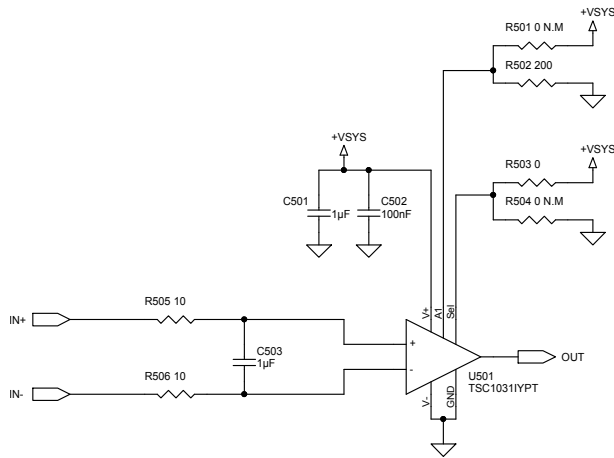 +VSYS
R501 0 N.M
R502 200
+VSYS
+VSYS
R503 0
R504 0 N.M
C501
1µF
C502
100nF
V+
A1
Sel
R505 10
IN+
C503
1µF
+
-
OUT
R506 10
IN-
U501
TSC1031IYPT
V-
GND